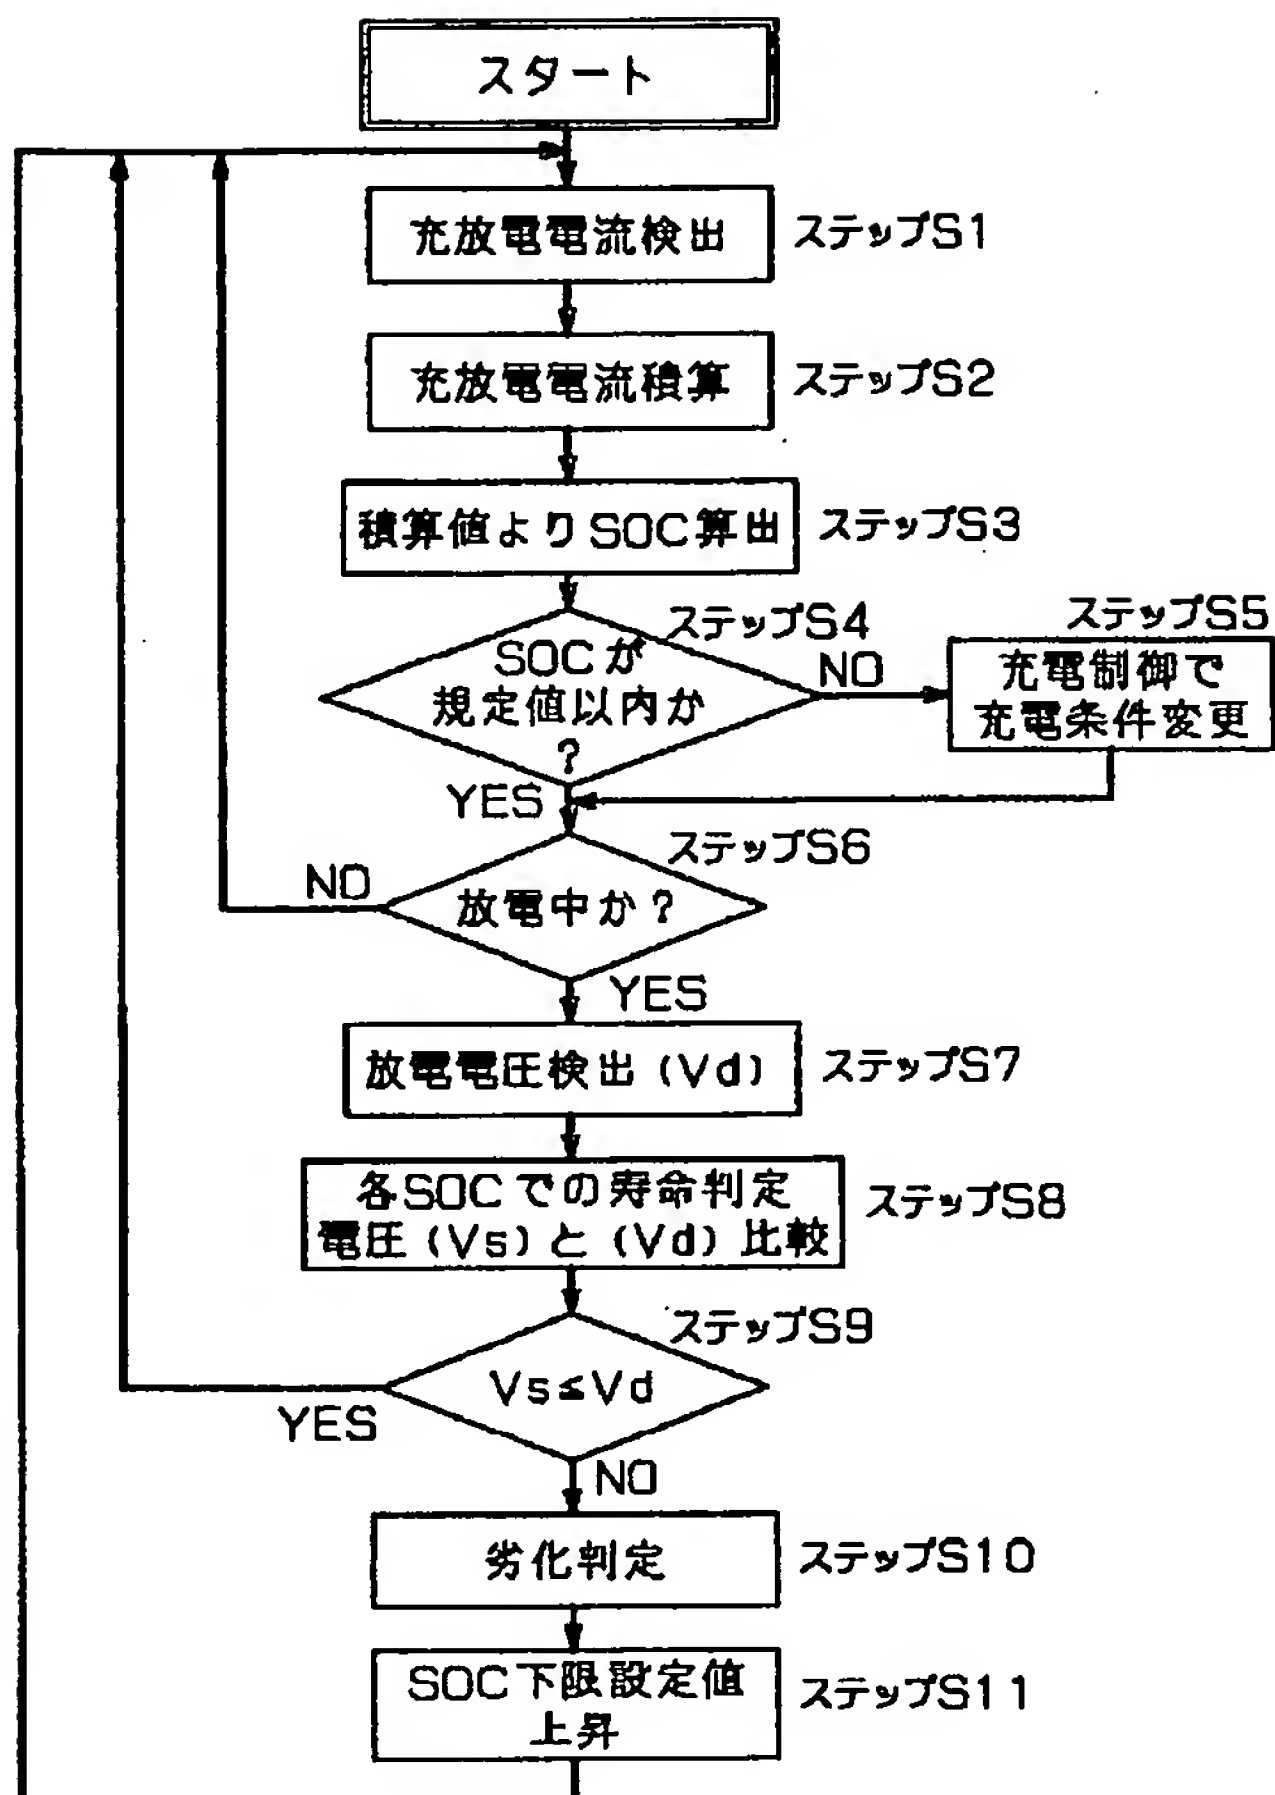 スタート
充放電電流検出
ステップS1
充放電電流積算
ステップS2
積算値よりSOC算出
ステップS3
ステップS4
SOCが
規定値以内か
?
NO
YES
ステップS5
充電制御で
充電条件変更
ステップS6
放電中か?
NO
YES
放電電圧検出(Vd)
ステップS7
各SOCでの寿命判定
電圧(Vs)と(Vd)比較
ステップS8
ステップS9
Vs≤Vd
YES
NO
劣化判定
ステップS10
SOC下限設定値
上昇
ステップS11